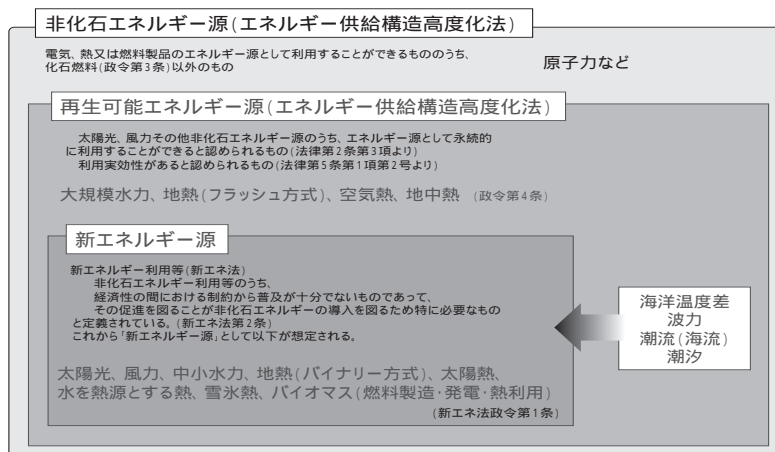 非化石エネルギー源(エネルギー供給構造高度化法)
電気、熱又は燃料製品のエネルギー源として利用することができるもののうち、
化石燃料(政令第3条)以外のもの
原子力など
再生可能エネルギー源(エネルギー供給構造高度化法)
太陽光、風力その他非化石エネルギー源のうち、エネルギー源として永続的
に利用することができると認められるもの(法律第2条第3項より)
利用実効性があると認められるもの(法律第5条第1項第2号より)
大規模水力、地熱(フラッシュ方式)、空気熱、地中熱 (政令第4条)
新エネルギー源
新エネルギー利用等(新エネ法)
非化石エネルギー利用等のうち、
経済性の間における制約から普及が十分でないものであって、
その促進を図ることが非化石エネルギーの導入を図るため特に必要なもの
と定義されている。(新エネ法第2条)
これから「新エネルギー源」として以下が想定される。
太陽光、風力、中小水力、地熱(バイナリー方式)、太陽熱、
水を熱源とする熱、雪氷熱、バイオマス(燃料製造・発電・熱利用)
(新エネ法政令第1条)
海洋温度差
波力
潮流(海流)
潮汐